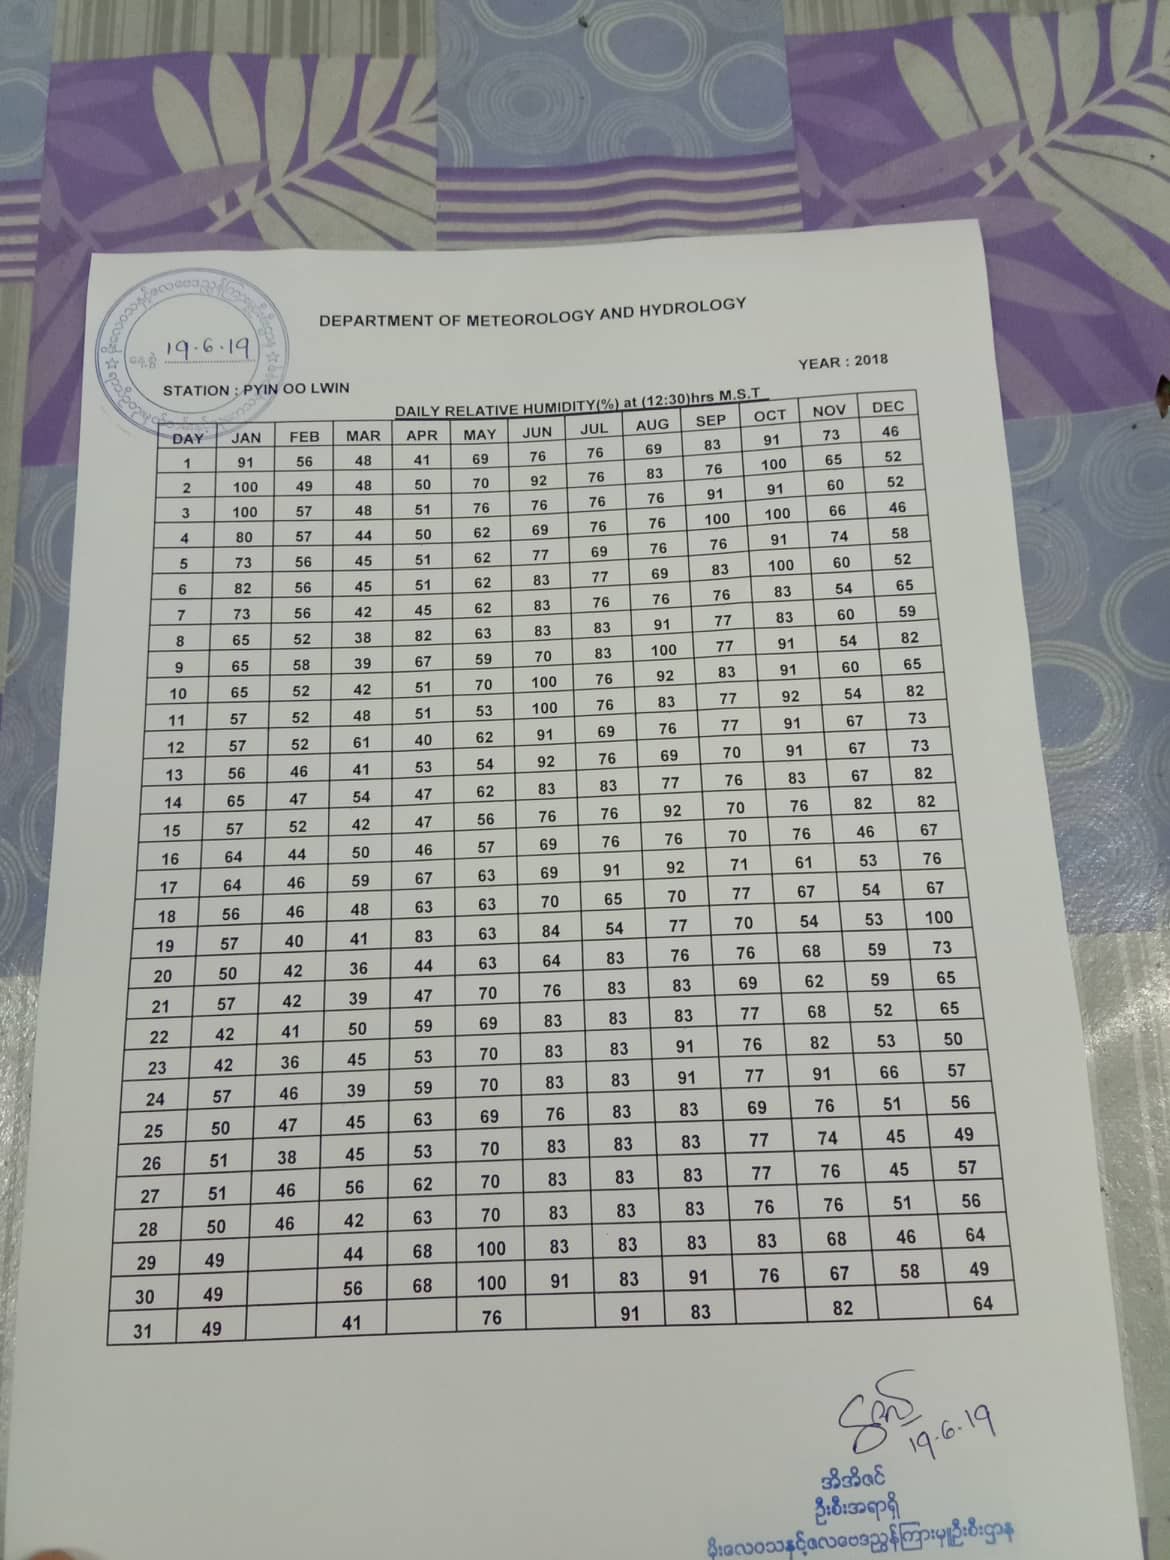 19.6.19
DEPARTMENT OF METEOROLOGY AND HYDROLOGY
YEAR : 2018
STATION : PYIN OO LWIN
DAILY RELATIVE HUMIDITY(%) at (12:30)hrs M.S.T
DAY JAN FEB MAR APR MAY JUN JUL AUG SEP OCT NOV DEC
1 91 56 48 41 69 76 76 69 83 91 73 46
2 100 49 48 50 70 92 76 83 76 100 65 52
3 100 57 48 51 76 76 76 76 91 91 60 52
4 80 57 44 50 62 69 76 76 100 100 66 46
5 73 56 45 51 62 77 69 76 76 91 74 58
6 82 56 45 51 62 83 77 69 83 100 60 52
7 73 56 42 45 62 83 76 76 76 83 54 65
8 65 52 38 82 63 83 83 91 77 83 60 59
9 65 58 39 67 59 70 83 100 77 91 54 82
10 65 52 42 51 70 100 76 92 83 91 60 65
11 57 52 48 51 53 100 76 83 77 92 54 82
12 57 52 61 40 62 91 69 76 77 91 67 73
13 56 46 41 53 54 92 76 69 70 91 67 73
14 65 47 54 47 62 83 83 77 76 83 67 82
15 57 52 42 47 56 76 76 92 70 76 82 82
16 64 44 50 46 57 69 76 76 70 76 46 67
17 64 46 59 67 63 69 91 92 71 61 53 76
18 56 46 48 63 63 70 65 70 77 67 54 67
19 57 40 41 83 63 84 54 77 70 54 53 100
20 50 42 36 44 63 64 83 76 76 68 59 73
21 57 42 39 47 70 76 83 83 69 62 59 65
22 42 41 50 59 69 83 83 83 77 68 52 65
23 42 36 45 53 70 83 83 91 76 82 53 50
24 57 46 39 59 70 83 83 91 77 91 66 57
25 50 47 45 63 69 76 83 83 69 76 51 56
26 51 38 45 53 70 83 83 83 77 74 45 49
27 51 46 56 62 70 83 83 83 77 76 45 57
28 50 46 42 63 70 83 83 83 76 76 51 56
29 49 44 68 100 83 83 83 83 68 46 64
30 49 56 68 100 91 83 91 76 67 58 49
31 49 41 76 91 83 82 64
19.6.19
အိအိဇင်
ဦးစီးအရာရှိ
မိုးလေဝသနှင့်ဇလဗေဒညွှန်ကြားမှုဦးစီးဌာန